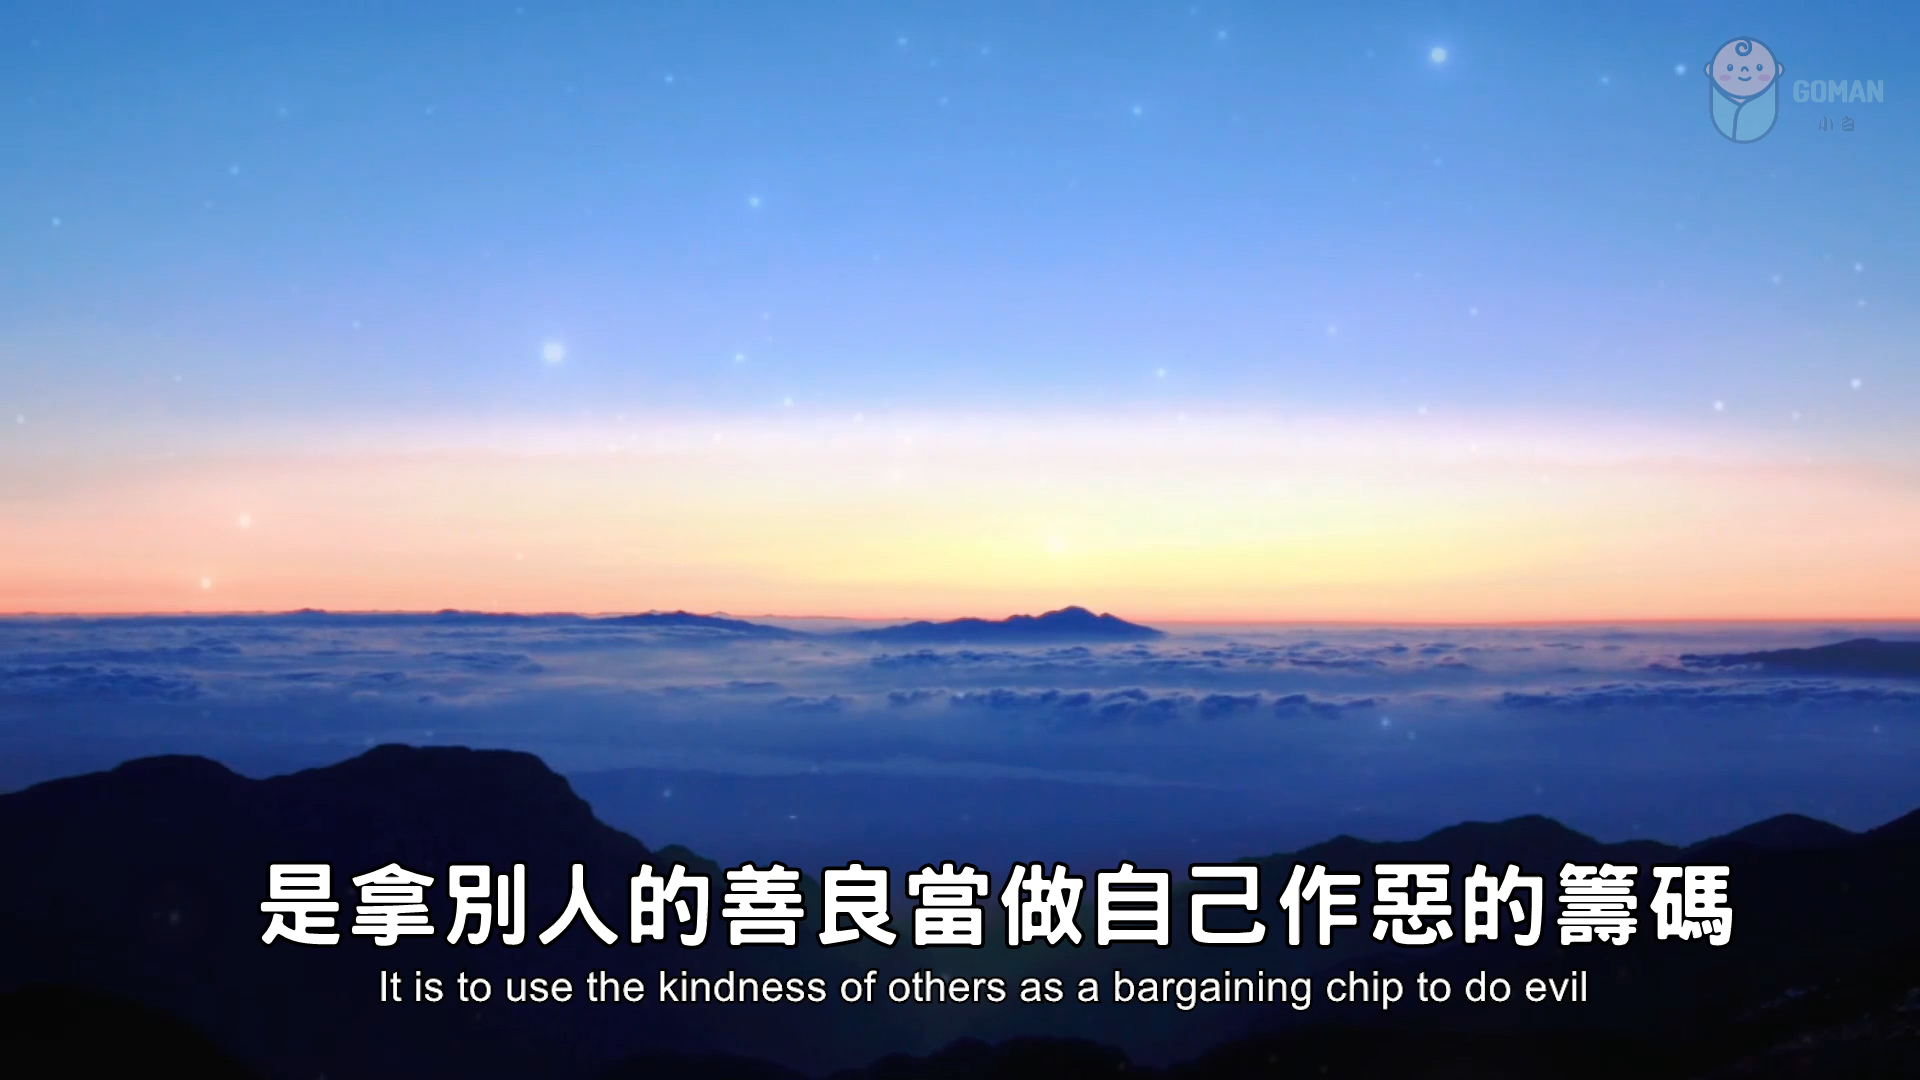 GOMAN
小白
是拿別人的善良當做自己作惡的籌碼
It is to use the kindness of others as a bargaining chip to do evil